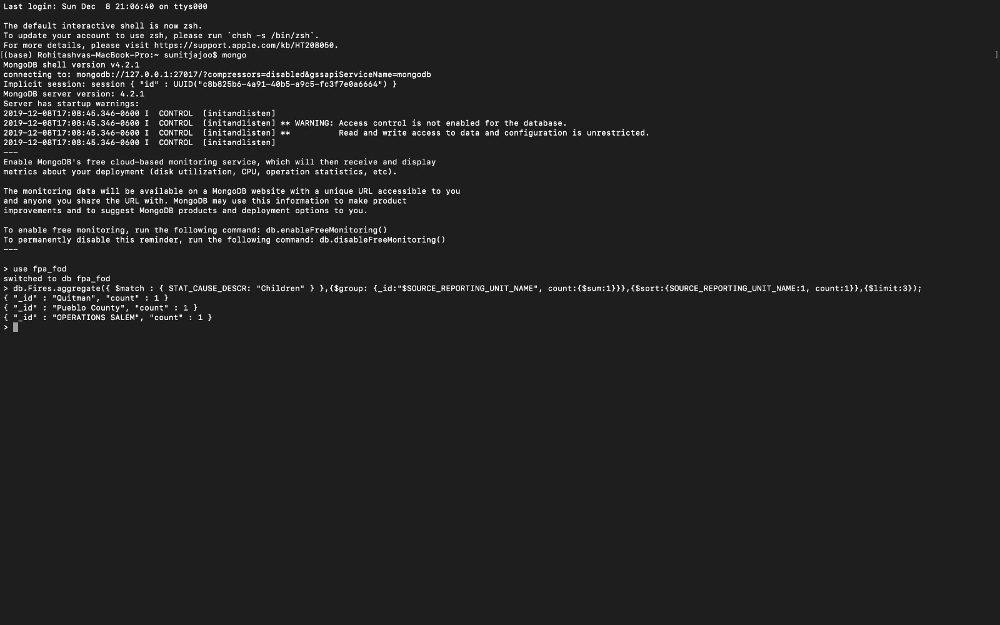 Last login: Sun Dec  8 21:06:40 on ttys000

The default interactive shell is now zsh.
To update your account to use zsh, please run `chsh -s /bin/zsh`.
For more details, please visit https://support.apple.com/kb/HT208050.
[(base) Rohitashvas-MacBook-Pro:~ sumitjajoo$ mongo ]
MongoDB shell version v4.2.1
connecting to: mongodb://127.0.0.1:27017/?compressors=disabled&gssapiServiceName=mongodb
Implicit session: session { "id" : UUID("c8b825b6-4a91-40b5-a9c5-fc3f7e0a6664") }
MongoDB server version: 4.2.1
Server has startup warnings:
2019-12-08T17:08:45.346-0600 I  CONTROL  [initandlisten]
2019-12-08T17:08:45.346-0600 I  CONTROL  [initandlisten] ** WARNING: Access control is not enabled for the database.
2019-12-08T17:08:45.346-0600 I  CONTROL  [initandlisten] **          Read and write access to data and configuration is unrestricted.
2019-12-08T17:08:45.346-0600 I  CONTROL  [initandlisten]
---
Enable MongoDB's free cloud-based monitoring service, which will then receive and display
metrics about your deployment (disk utilization, CPU, operation statistics, etc).

The monitoring data will be available on a MongoDB website with a unique URL accessible to you
and anyone you share the URL with. MongoDB may use this information to make product
improvements and to suggest MongoDB products and deployment options to you.

To enable free monitoring, run the following command: db.enableFreeMonitoring()
To permanently disable this reminder, run the following command: db.disableFreeMonitoring()
---

> use fpa_fod
switched to db fpa_fod
> db.Fires.aggregate({ $match : { STAT_CAUSE_DESCR: "Children" } },{$group: {_id:"$SOURCE_REPORTING_UNIT_NAME", count:{$sum:1}}},{$sort:{SOURCE_REPORTING_UNIT_NAME:1, count:1}},{$limit:3});
{ "_id" : "Quitman", "count" : 1 }
{ "_id" : "Pueblo County", "count" : 1 }
{ "_id" : "OPERATIONS SALEM", "count" : 1 }
>